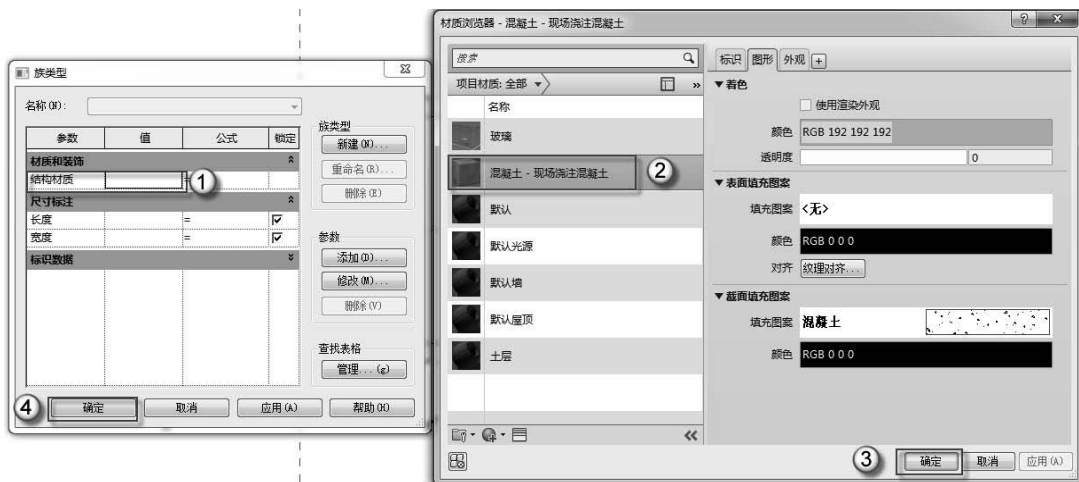 族类型
名称(N):
参数 值 公式 锁定
材质和装饰
结构材质 =
①
尺寸标注
长度 =
宽度 =
标识数据
族类型
新建(N)...
重命名(R)...
删除(E)
参数
添加(D)...
修改(M)...
删除(V)
查找表格
管理...(g)
④
确定 取消 应用(A) 帮助(H)
材质浏览器 - 混凝土 - 现场浇注混凝土
搜索
项目材质: 全部
名称
玻璃
混凝土 - 现场浇注混凝土
②
默认
默认光源
默认墙
默认屋顶
土层
标识 图形 外观
着色
使用渲染外观
颜色 RGB 192 192 192
透明度 0
表面填充图案
填充图案 <无>
颜色 RGB 0 0 0
对齐 纹理对齐...
截面填充图案
填充图案 混凝土
颜色 RGB 0 0 0
③
确定 取消 应用(A)